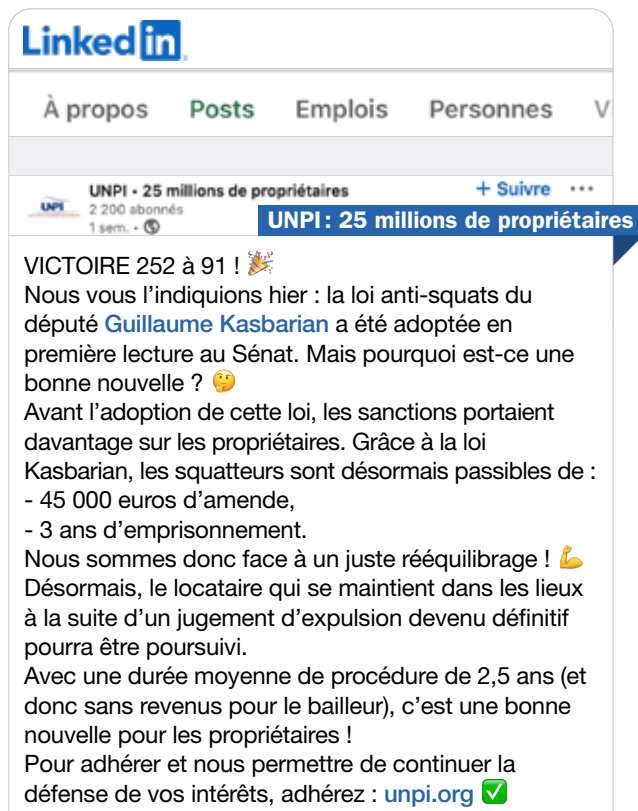 Linked in
À propos Posts Emplois Personnes V
UNPI
UNPI • 25 millions de propriétaires
+ Suivre ···
2 200 abonnés
1 sem. •
UNPI : 25 millions de propriétaires
VICTOIRE 252 à 91 ! 🎉
Nous vous l’indiquions hier : la loi anti-squats du
député Guillaume Kasbarian a été adoptée en
première lecture au Sénat. Mais pourquoi est-ce une
bonne nouvelle ? 🤔
Avant l’adoption de cette loi, les sanctions portaient
davantage sur les propriétaires. Grâce à la loi
Kasbarian, les squatteurs sont désormais passibles de :
- 45 000 euros d’amende,
- 3 ans d’emprisonnement.
Nous sommes donc face à un juste rééquilibrage ! 💪
Désormais, le locataire qui se maintient dans les lieux
à la suite d’un jugement d’expulsion devenu définitif
pourra être poursuivi.
Avec une durée moyenne de procédure de 2,5 ans (et
donc sans revenus pour le bailleur), c’est une bonne
nouvelle pour les propriétaires !
Pour adhérer et nous permettre de continuer la
défense de vos intérêts, adhérez : unpi.org ✅